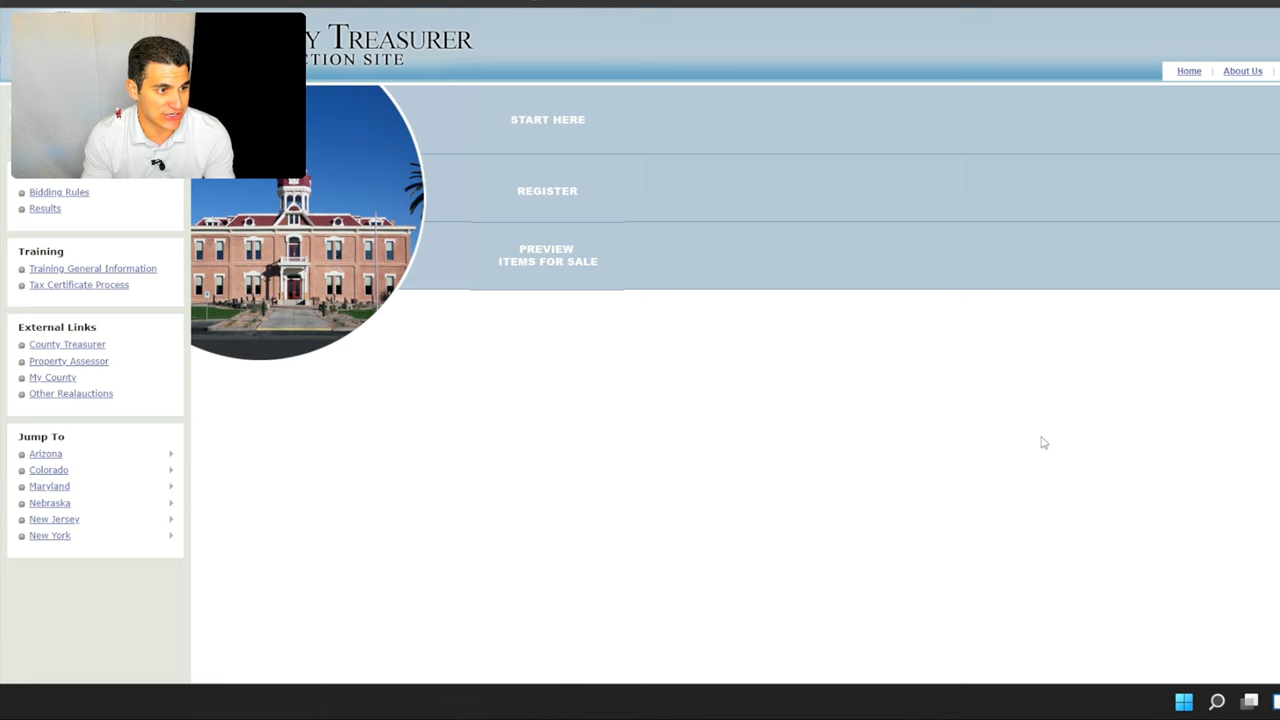 Y TREASURER
CTION SITE
Home | About Us |
START HERE
REGISTER
PREVIEW
ITEMS FOR SALE
Bidding Rules
Results
Training
Training General Information
Tax Certificate Process
External Links
County Treasurer
Property Assessor
My County
Other Realauctions
Jump To
Arizona
Colorado
Maryland
Nebraska
New Jersey
New York